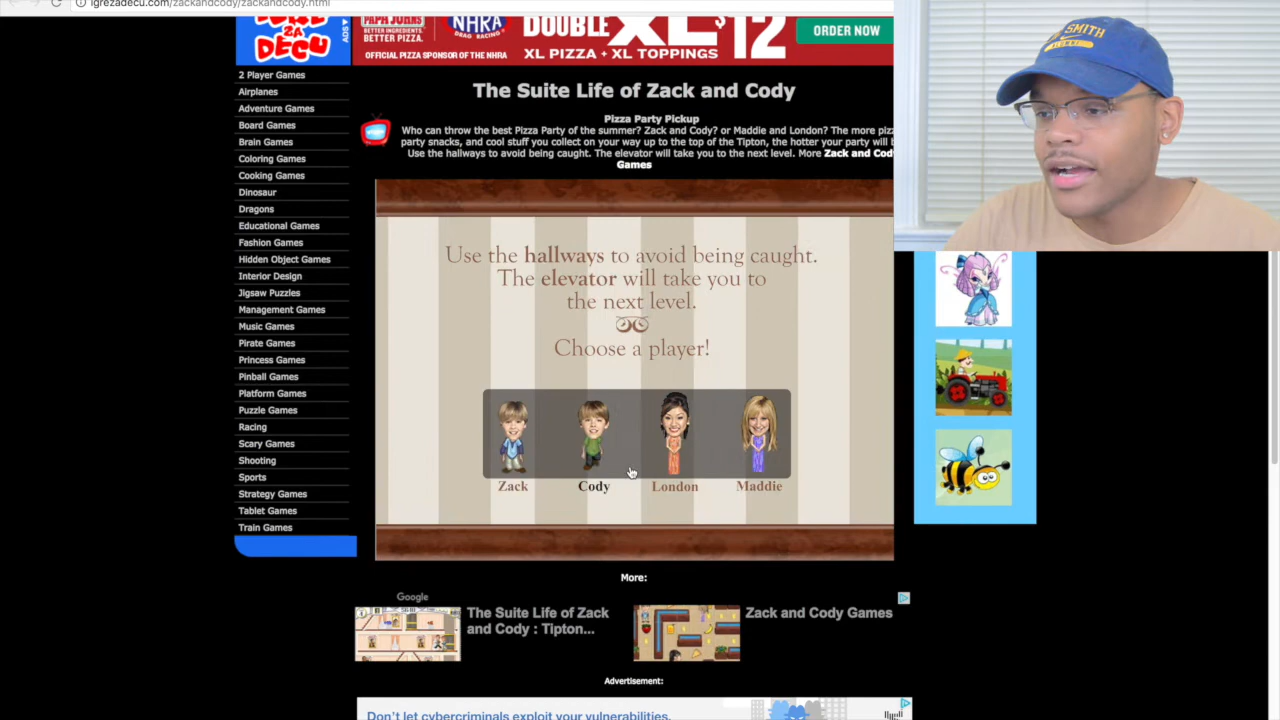 igrezadecu.com/zackandcody/zackandcody.html
IGRE
ZA
DECU
ADS
PAPA JOHNS
BETTER INGREDIENTS.
BETTER PIZZA.
NHRA
DRAG RACING
OFFICIAL PIZZA SPONSOR OF THE NHRA
DOUBLE XL $12
XL PIZZA + XL TOPPINGS
ORDER NOW
SMITH
ALUMNI
2 Player Games
Airplanes
Adventure Games
Board Games
Brain Games
Coloring Games
Cooking Games
Dinosaur
Dragons
Educational Games
Fashion Games
Hidden Object Games
Interior Design
Jigsaw Puzzles
Management Games
Music Games
Pirate Games
Princess Games
Pinball Games
Platform Games
Puzzle Games
Racing
Scary Games
Shooting
Sports
Strategy Games
Tablet Games
Train Games
The Suite Life of Zack and Cody
Pizza Party Pickup
Who can throw the best Pizza Party of the summer? Zack and Cody? or Maddie and London? The more piz
party snacks, and cool stuff you collect on your way up to the top of the Tipton, the hotter your party will b
Use the hallways to avoid being caught. The elevator will take you to the next level. More Zack and Cod
Games
Use the hallways to avoid being caught.
The elevator will take you to
the next level.
Choose a player!
Zack Cody London Maddie
More:
Google
The Suite Life of Zack
and Cody : Tipton...
Zack and Cody Games
Advertisement:
Don't let cybercriminals exploit your vulnerabilities.